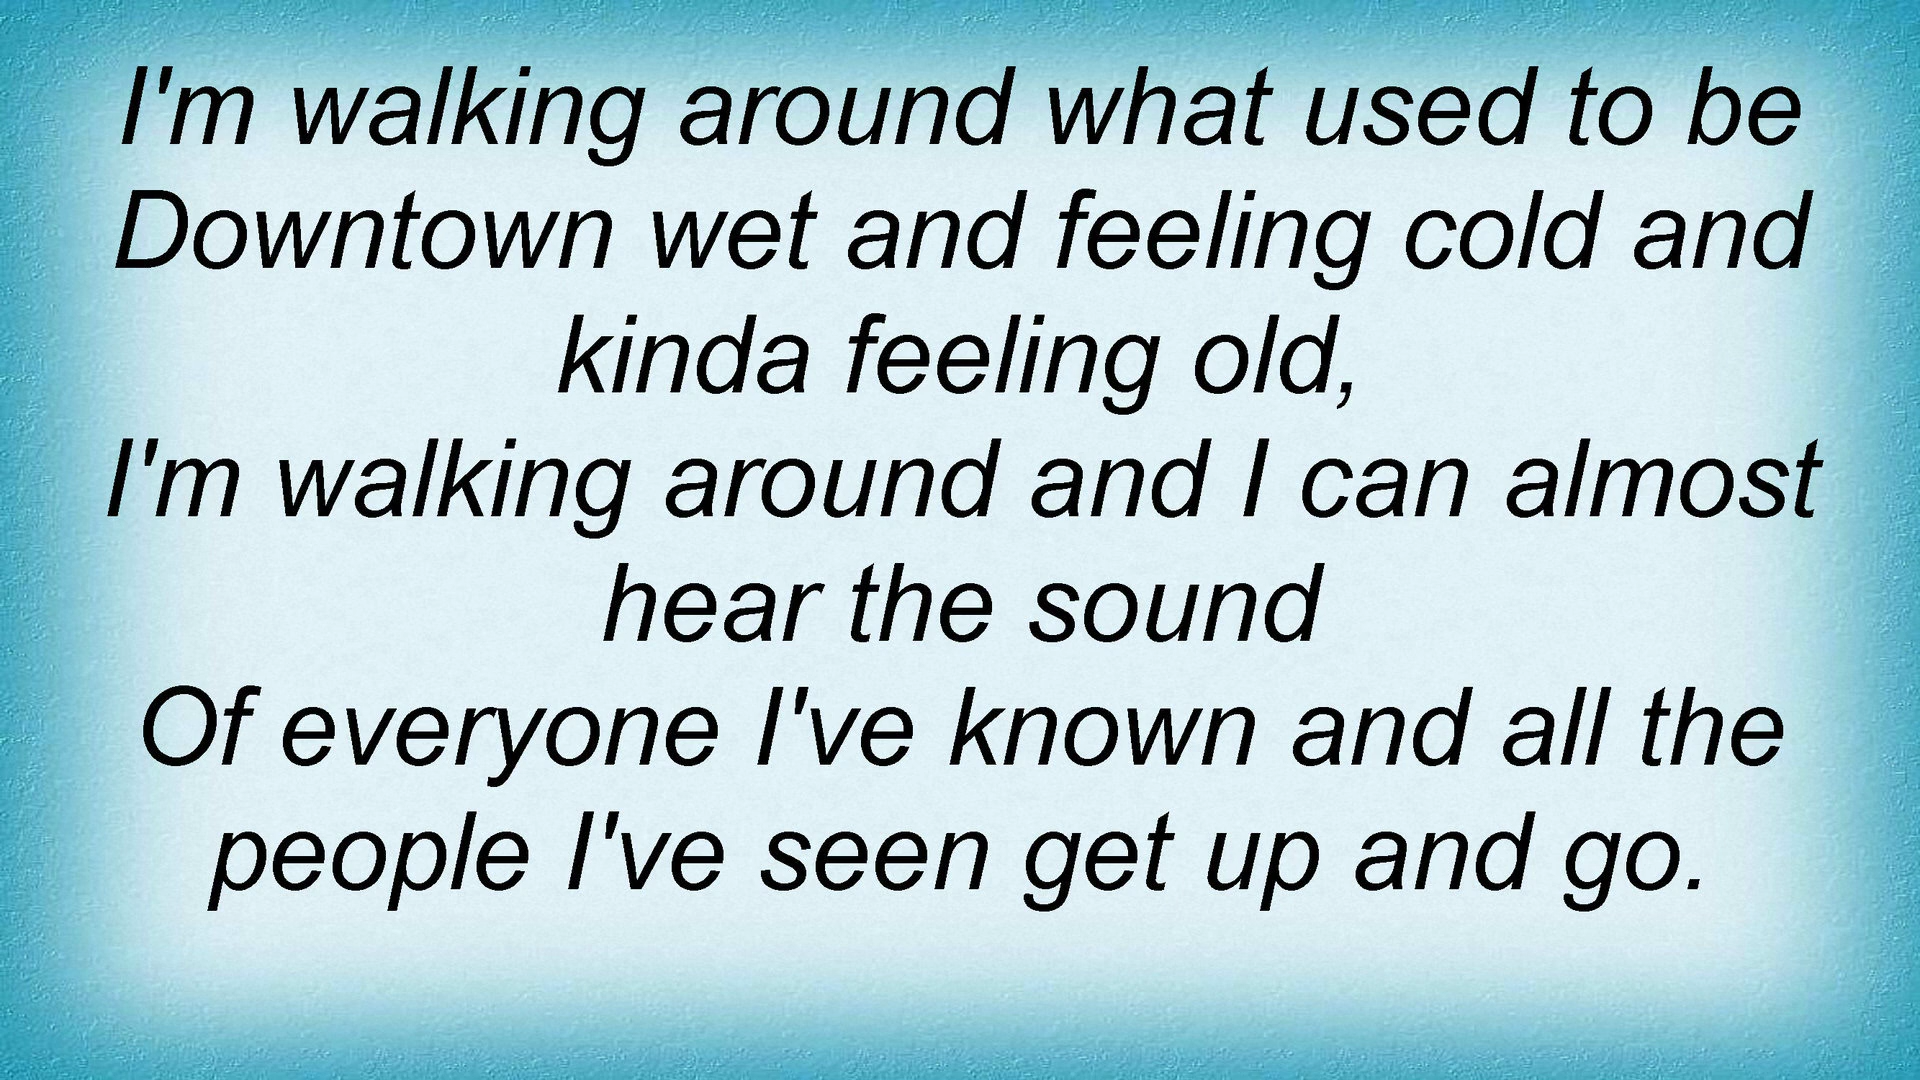 I'm walking around what used to be
Downtown wet and feeling cold and
kinda feeling old,
I'm walking around and I can almost
hear the sound
Of everyone I've known and all the
people I've seen get up and go.